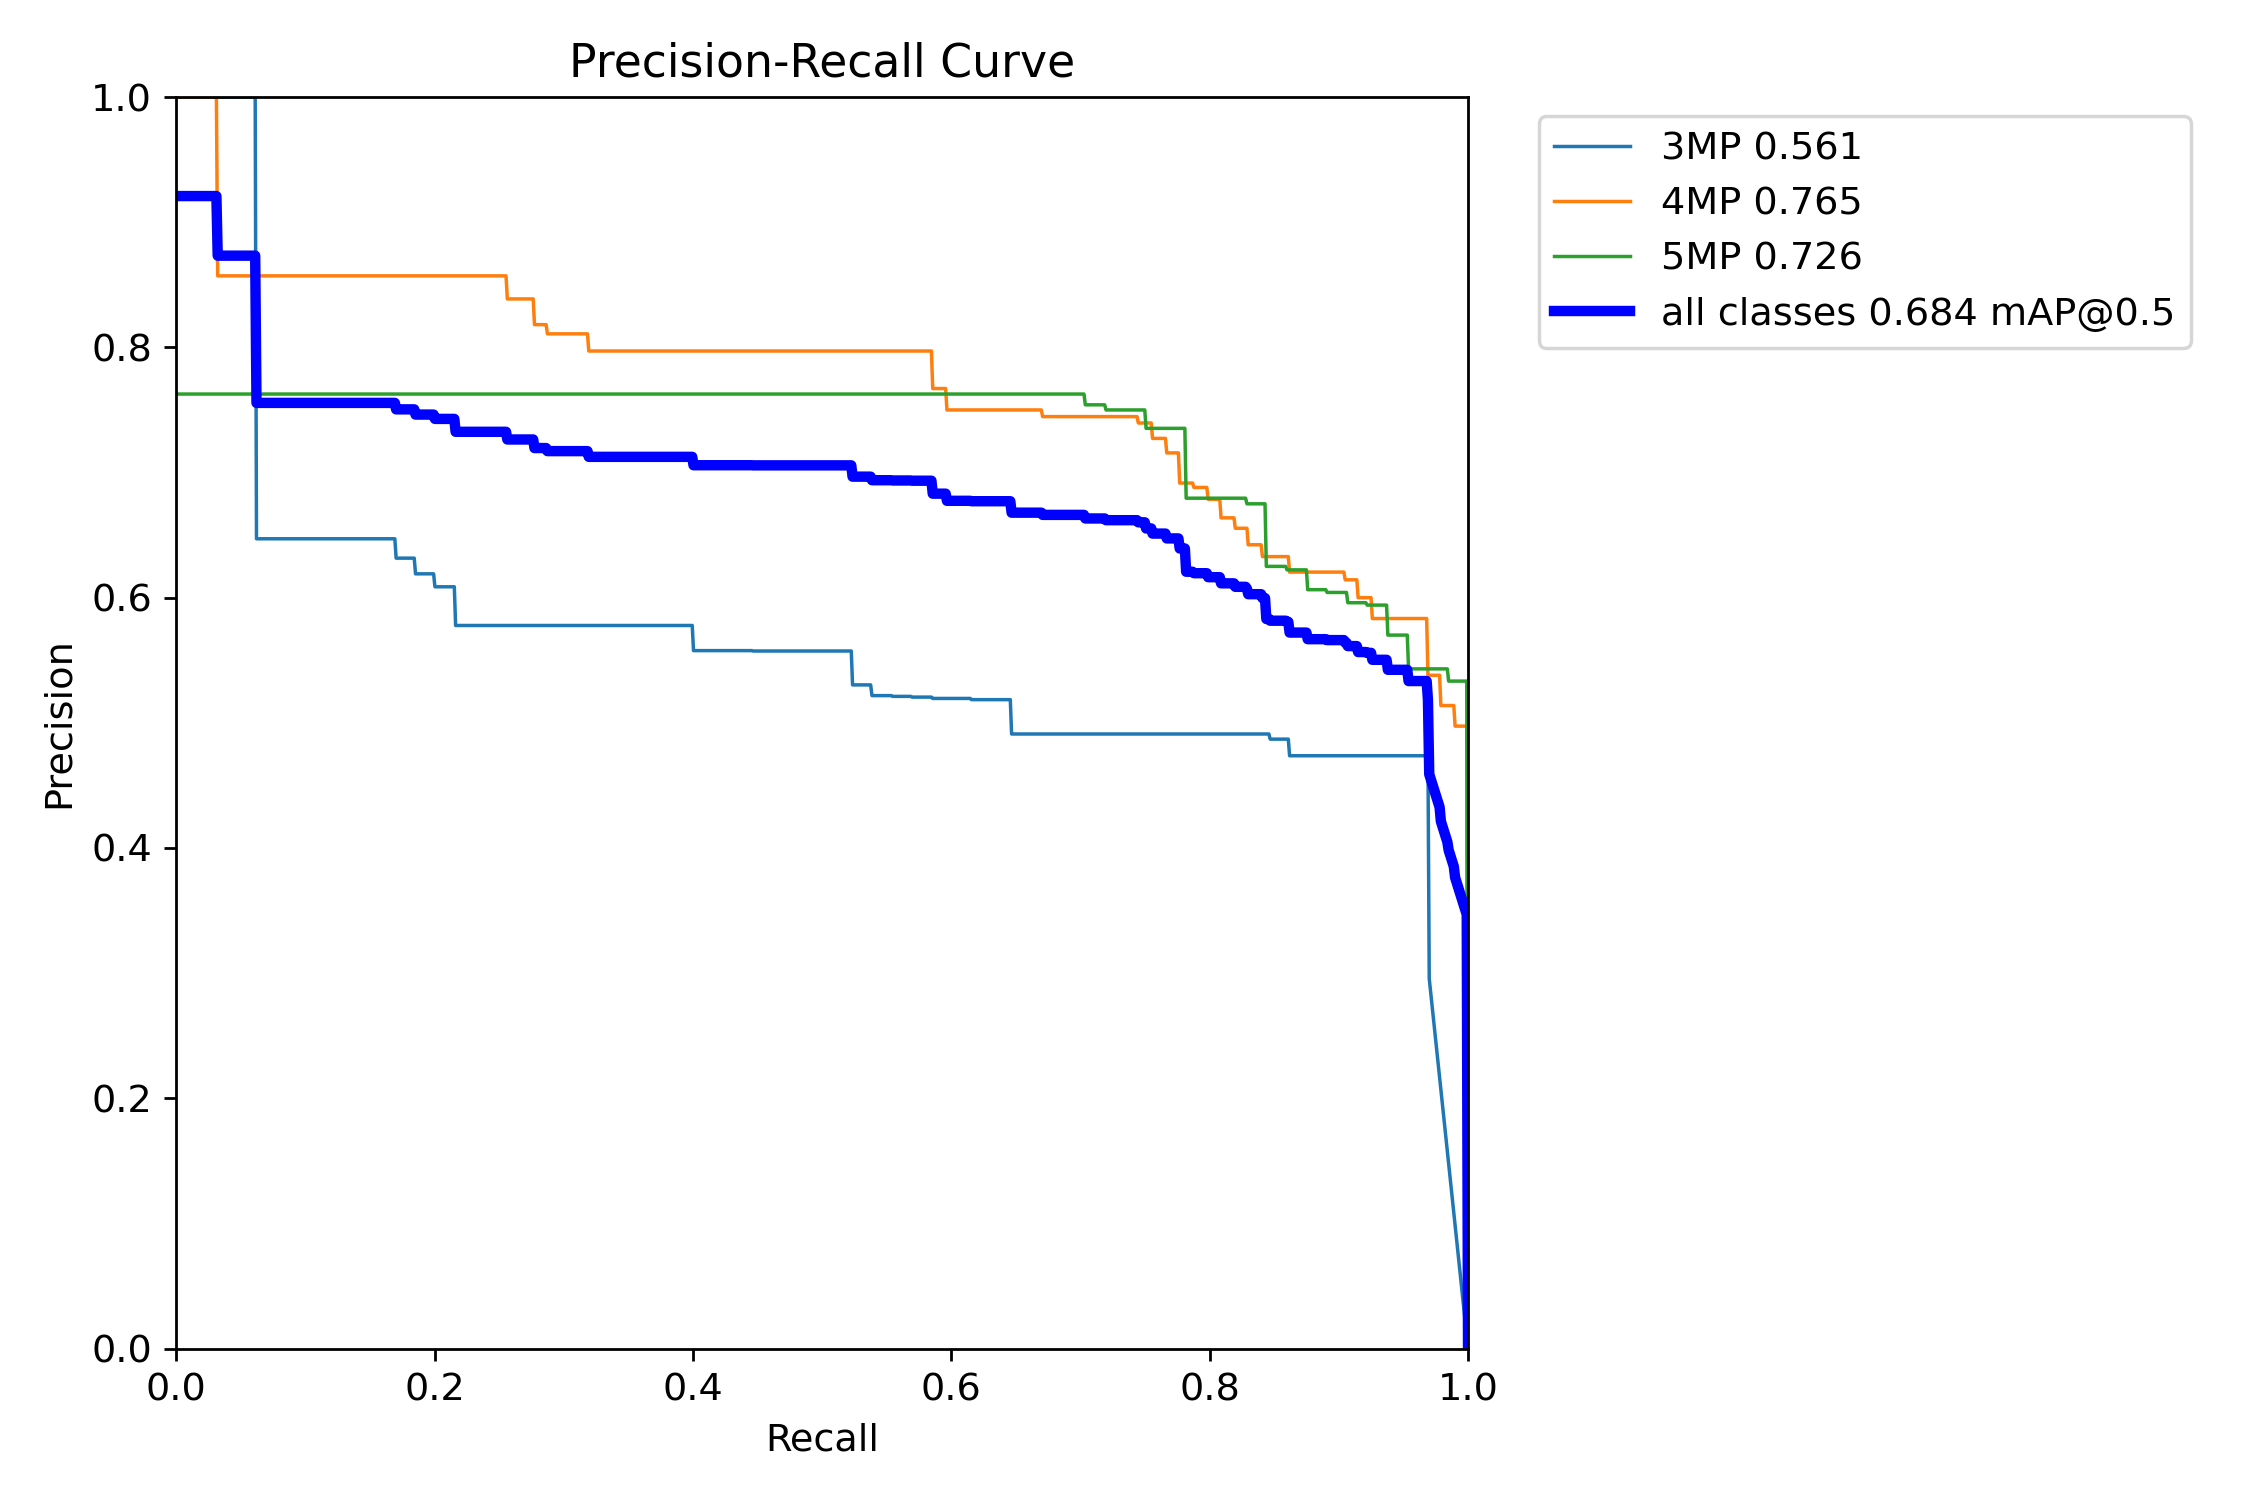 Precision-Recall Curve
1.0
0.8
0.6
0.4
0.2
0.0
Precision
0.0 0.2 0.4 0.6 0.8 1.0
Recall
3MP 0.561
4MP 0.765
5MP 0.726
all classes 0.684 mAP@0.5